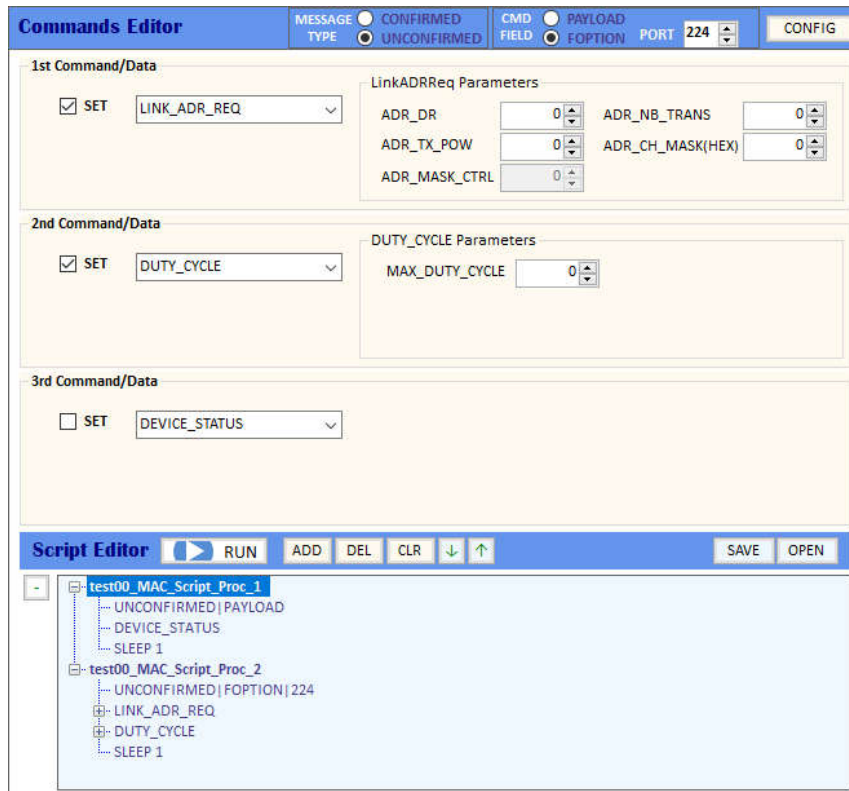 Commands Editor MESSAGE TYPE CONFIRMED UNCONFIRMED CMD FIELD PAYLOAD FOPTION PORT 224 CONFIG
1st Command/Data
SET LINK_ADR_REQ
LinkADRReq Parameters
ADR_DR 0 ADR_NB_TRANS 0
ADR_TX_POW 0 ADR_CH_MASK(HEX) 0
ADR_MASK_CTRL 0
2nd Command/Data
SET DUTY_CYCLE
DUTY_CYCLE Parameters
MAX_DUTY_CYCLE 0
3rd Command/Data
SET DEVICE_STATUS
Script Editor RUN ADD DEL CLR ↓ ↑ SAVE OPEN
-
test00_MAC_Script_Proc_1
UNCONFIRMED|PAYLOAD
DEVICE_STATUS
SLEEP 1
test00_MAC_Script_Proc_2
UNCONFIRMED|FOPTION|224
LINK_ADR_REQ
DUTY_CYCLE
SLEEP 1